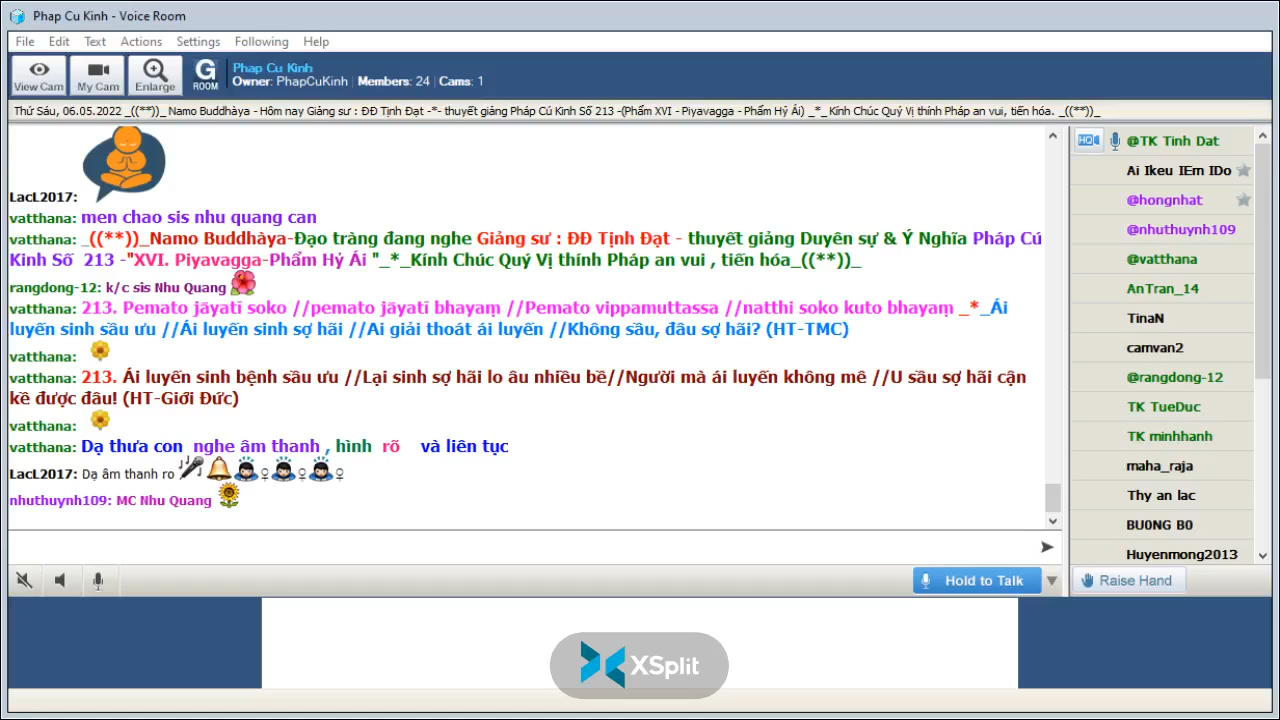 Phap Cu Kinh - Voice Room
File Edit Text Actions Settings Following Help
View Cam My Cam Enlarge G ROOM
Phap Cu Kinh
Owner: PhapCuKinh | Members: 24 | Cams: 1
Thứ Sáu, 06.05.2022 _((**))_ Namo Buddhàya - Hôm nay Giảng sư : ĐĐ Tịnh Đạt -*- thuyết giảng Pháp Cú Kinh Số 213 -(Phẩm XVI - Piyavagga - Phẩm Hỷ Ái) _*_Kính Chúc Quý Vị thính Pháp an vui, tiến hóa. _((**))_
LacL2017:
vatthana: men chao sis nhu quang can
vatthana: _((**))_Namo Buddhàya-Đạo tràng đang nghe Giảng sư : ĐĐ Tịnh Đạt - thuyết giảng Duyên sự & Ý Nghĩa Pháp Cú
Kinh Số 213 -"XVI. Piyavagga-Phẩm Hỷ Ái "_*_Kính Chúc Quý Vị thính Pháp an vui , tiến hóa_((**))_
rangdong-12: k/c sis Nhu Quang
vatthana: 213. Pemato jāyatī soko //pemato jāyatī bhayaṃ //Pemato vippamuttassa //natthi soko kuto bhayaṃ _*_Ái
luyến sinh sầu ưu //Ái luyến sinh sợ hãi //Ai giải thoát ái luyến //Không sầu, đâu sợ hãi? (HT-TMC)
vatthana:
vatthana: 213. Ái luyến sinh bệnh sầu ưu //Lại sinh sợ hãi lo âu nhiều bề//Người mà ái luyến không mê //U sầu sợ hãi cận
kề được đâu! (HT-Giới Đức)
vatthana:
vatthana: Dạ thưa con nghe âm thanh , hình rõ và liên tục
LacL2017: Dạ âm thanh ro
nhuthuynh109: MC Nhu Quang
Hold to Talk
HD
@TK Tinh Dat
Ai Ikeu IEm IDo
@hongnhat
@nhuthuynh109
@vatthana
AnTran_14
TinaN
camvan2
@rangdong-12
TK TueDuc
TK minhhanh
maha_raja
Thy an lac
BU0NG B0
Huyenmong2013
Raise Hand
XSplit